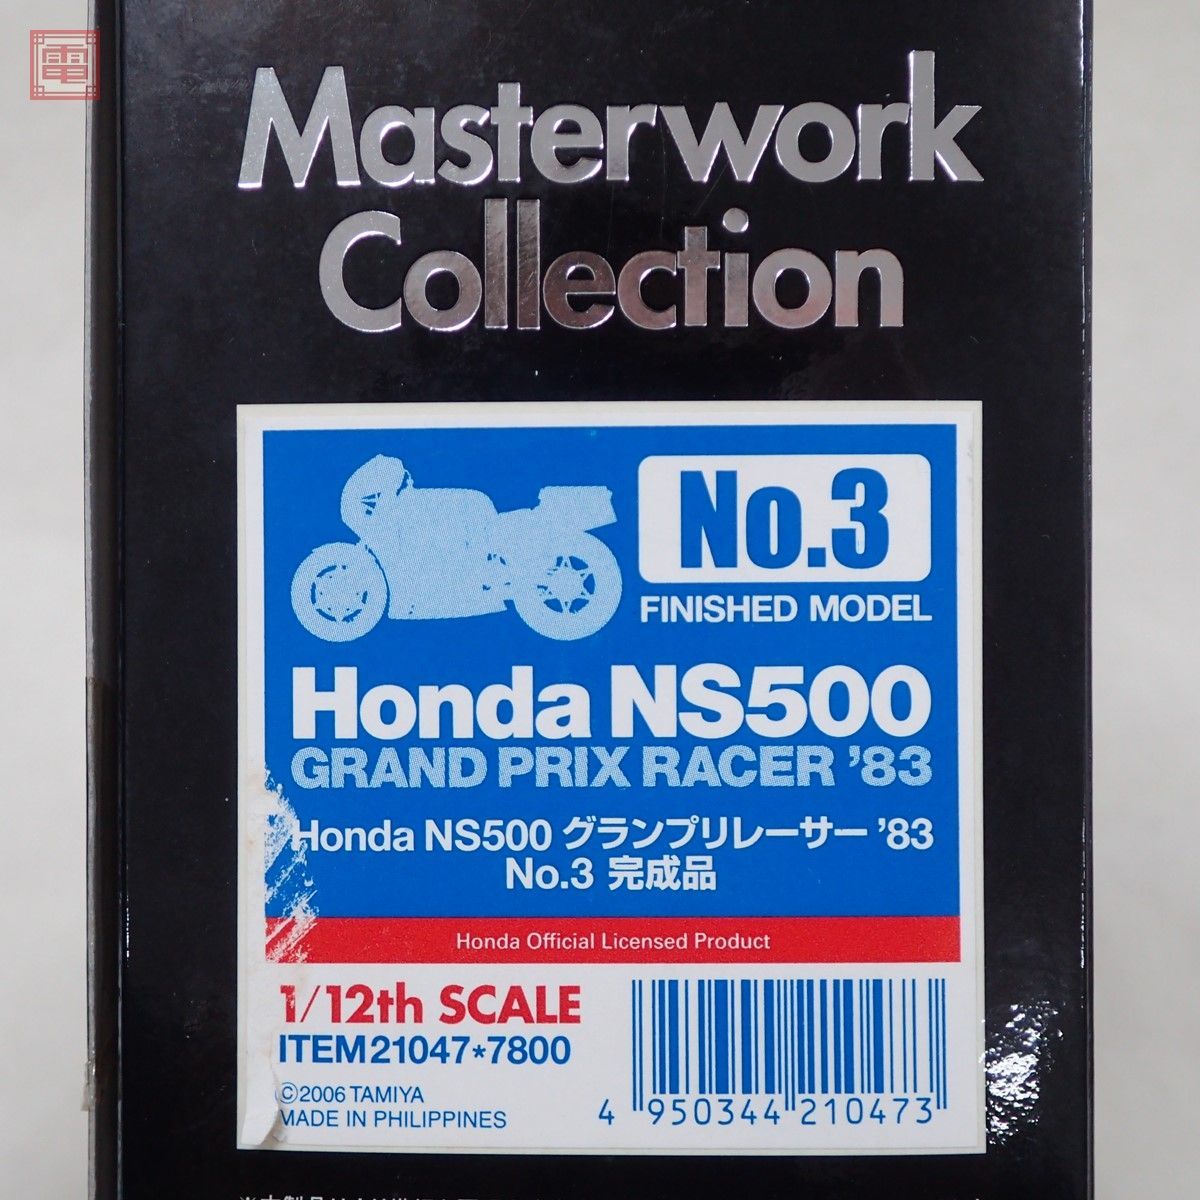 電
Masterwork
Collection
No.3
FINISHED MODEL
Honda NS500
GRAND PRIX RACER '83
Honda NS500 グランプリレーサー '83
No.3 完成品
Honda Official Licensed Product
1/12th SCALE
ITEM 21047*7800
©2006 TAMIYA
MADE IN PHILIPPINES
4 950344 210473